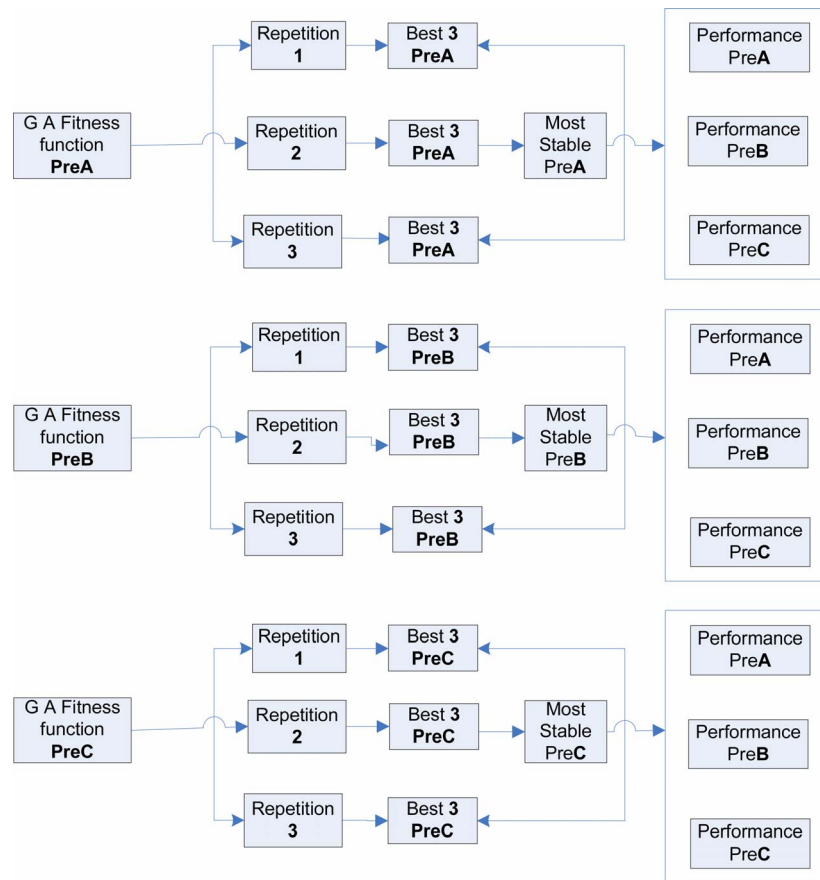 Repetition
1
Best 3
PreA
Performance
PreA
G A Fitness
function
PreA
Repetition
2
Best 3
PreA
Most
Stable
PreA
Performance
PreB
Repetition
3
Best 3
PreA
Performance
PreC
Repetition
1
Best 3
PreB
Performance
PreA
G A Fitness
function
PreB
Repetition
2
Best 3
PreB
Most
Stable
PreB
Performance
PreB
Repetition
3
Best 3
PreB
Performance
PreC
Repetition
1
Best 3
PreC
Performance
PreA
G A Fitness
function
PreC
Repetition
2
Best 3
PreC
Most
Stable
PreC
Performance
PreB
Repetition
3
Best 3
PreC
Performance
PreC